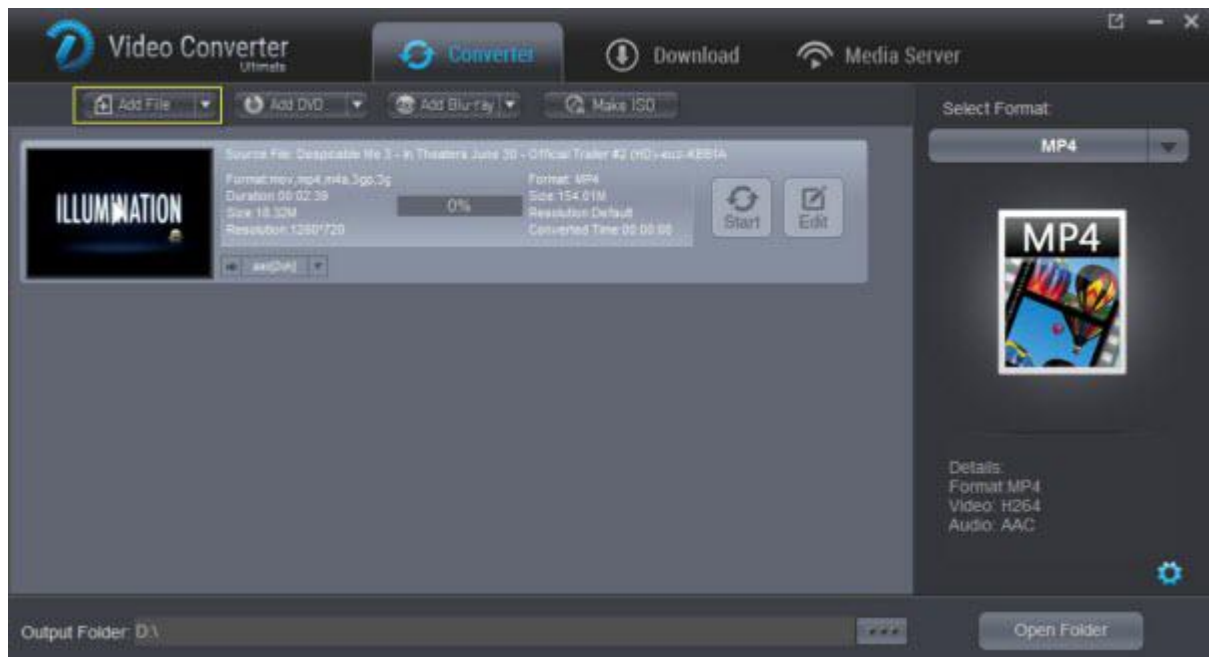 Video Converter
Ultimate
Converter
Download
Media Server
Add File
Add DVD
Add Blu-ray
Make ISO
Select Format:
MP4
Source File: Despicable Me 3 - In Theaters June 30 - Official Trailer #2 (HD)-
Format:mov,mp4,m4a,3gp,3g
Duration:00:02:39
Size:18.32M
Resolution:1280*720
0%
Format: MP4
Size:154.01M
Resolution:Default
Converted Time:00:00:00
Start
Edit
ILLUMINATION
MP4
Details:
Format:MP4
Video: H264
Audio: AAC
Output Folder: D:\
Open Folder